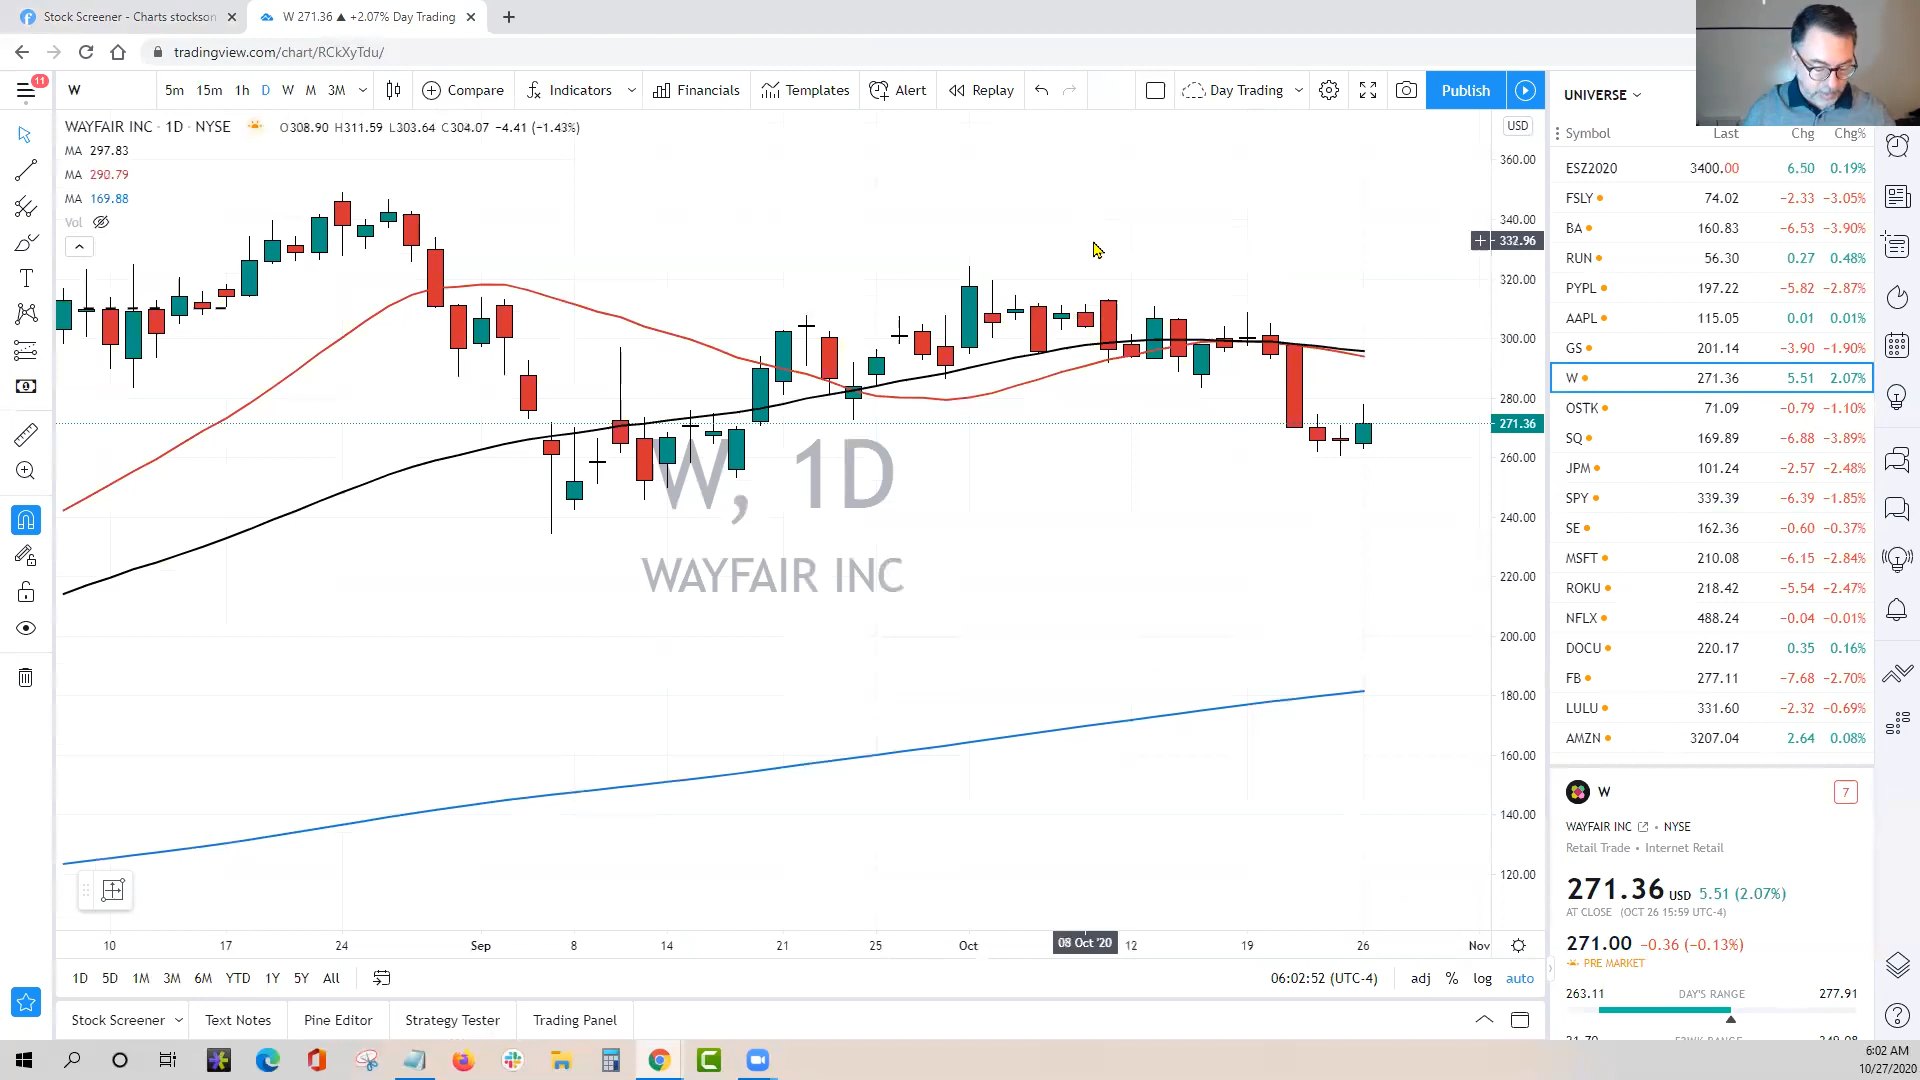 Stock Screener - Charts stockson
W 271.36 ▲ +2.07% Day Trading
tradingview.com/chart/RCkXyTdu/
11
W
5m 15m 1h D W M 3M
Compare
Indicators
Financials
Templates
Alert
Replay
Day Trading
Publish
WAYFAIR INC · 1D · NYSE
O308.90 H311.59 L303.64 C304.07 −4.41 (−1.43%)
MA 297.83
MA 290.79
MA 169.88
Vol
W, 1D
WAYFAIR INC
USD
360.00
340.00
332.96
320.00
300.00
280.00
271.36
260.00
240.00
220.00
200.00
180.00
160.00
140.00
120.00
10 17 24 Sep 8 14 21 25 Oct 08 Oct '20 12 19 26 Nov
1D 5D 1M 3M 6M YTD 1Y 5Y All
06:02:52 (UTC-4)
adj % log auto
Stock Screener
Text Notes
Pine Editor
Strategy Tester
Trading Panel
UNIVERSE
Symbol Last Chg Chg%
ESZ2020 3400.00 6.50 0.19%
FSLY 74.02 −2.33 −3.05%
BA 160.83 −6.53 −3.90%
RUN 56.30 0.27 0.48%
PYPL 197.22 −5.82 −2.87%
AAPL 115.05 0.01 0.01%
GS 201.14 −3.90 −1.90%
W 271.36 5.51 2.07%
OSTK 71.09 −0.79 −1.10%
SQ 169.89 −6.88 −3.89%
JPM 101.24 −2.57 −2.48%
SPY 339.39 −6.39 −1.85%
SE 162.36 −0.60 −0.37%
MSFT 210.08 −6.15 −2.84%
ROKU 218.42 −5.54 −2.47%
NFLX 488.24 −0.04 −0.01%
DOCU 220.17 0.35 0.16%
FB 277.11 −7.68 −2.70%
LULU 331.60 −2.32 −0.69%
AMZN 3207.04 2.64 0.08%
W
7
WAYFAIR INC • NYSE
Retail Trade • Internet Retail
271.36 USD 5.51 (2.07%)
AT CLOSE (OCT 26 15:59 UTC-4)
271.00 −0.36 (−0.13%)
PRE MARKET
263.11 DAY'S RANGE 277.91
6:02 AM
10/27/2020